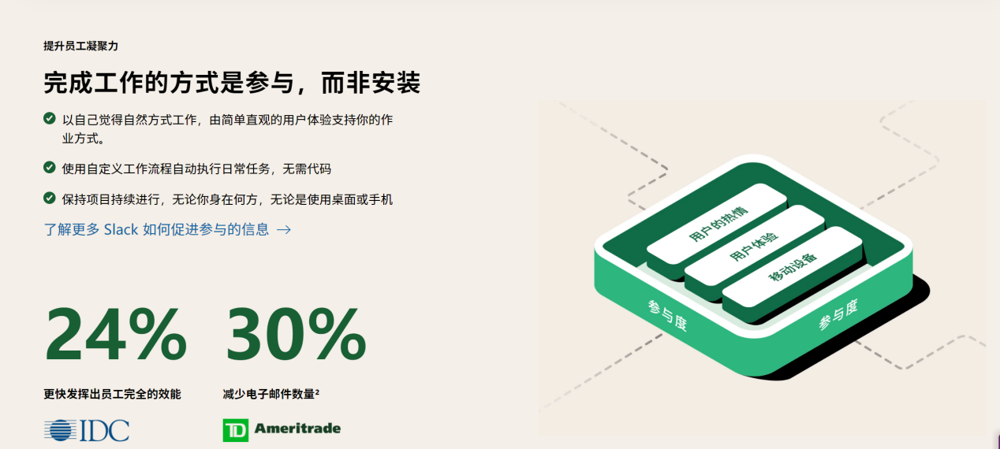 提升员工凝聚力
完成工作的方式是参与，而非安装
以自己觉得自然方式工作，由简单直观的用户体验支持你的作
业方式。
使用自定义工作流程自动执行日常任务，无需代码
保持项目持续进行，无论你身在何方，无论是使用桌面或手机
了解更多 Slack 如何促进参与的信息 →
用户的热情
用户体验
移动设备
参与度
参与度
24%
30%
更快发挥出员工完全的效能
减少电子邮件数量²
IDC
TD Ameritrade